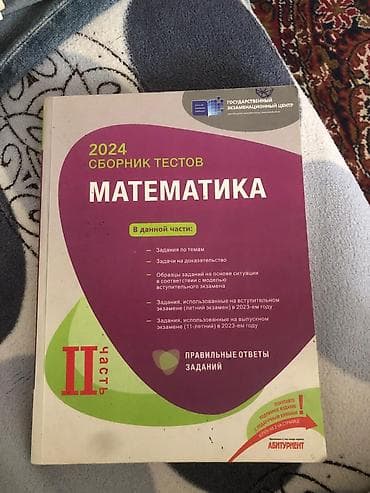 ГОСУДАРСТВЕННЫЙ
ЭКЗАМЕНАЦИОННЫЙ ЦЕНТР
2024
СБОРНИК ТЕСТОВ
МАТЕМАТИКА
В данной части:
Задания по темам
Задачи на доказательство
Образцы заданий на основе ситуации
в соответствии с моделью
вступительного экзамена
Задания, использованные на вступительном
экзамене (летний экзамен) в 2023-ем году
Задания, использованные на выпускном
экзамене (11-летний) в 2023-ем году
II
часть
ПРАВИЛЬНЫЕ ОТВЕТЫ
ЗАДАНИЙ
АБИТУРИЕНТ